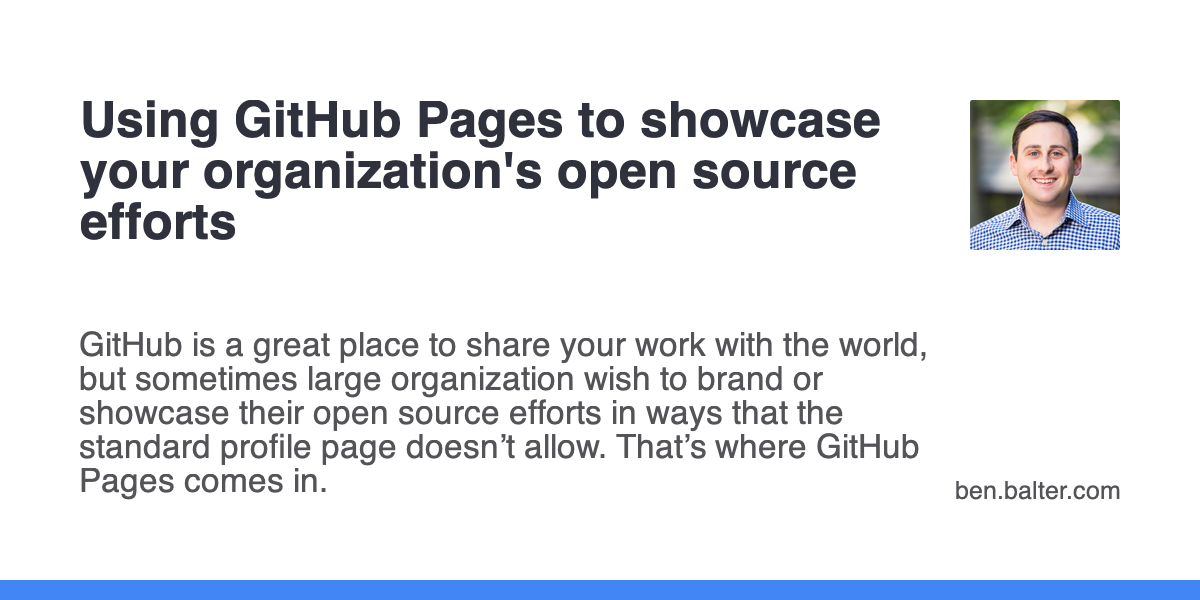 Using GitHub Pages to showcase
your organization's open source
efforts
GitHub is a great place to share your work with the world,
but sometimes large organization wish to brand or
showcase their open source efforts in ways that the
standard profile page doesn’t allow. That’s where GitHub
Pages comes in.
ben.balter.com